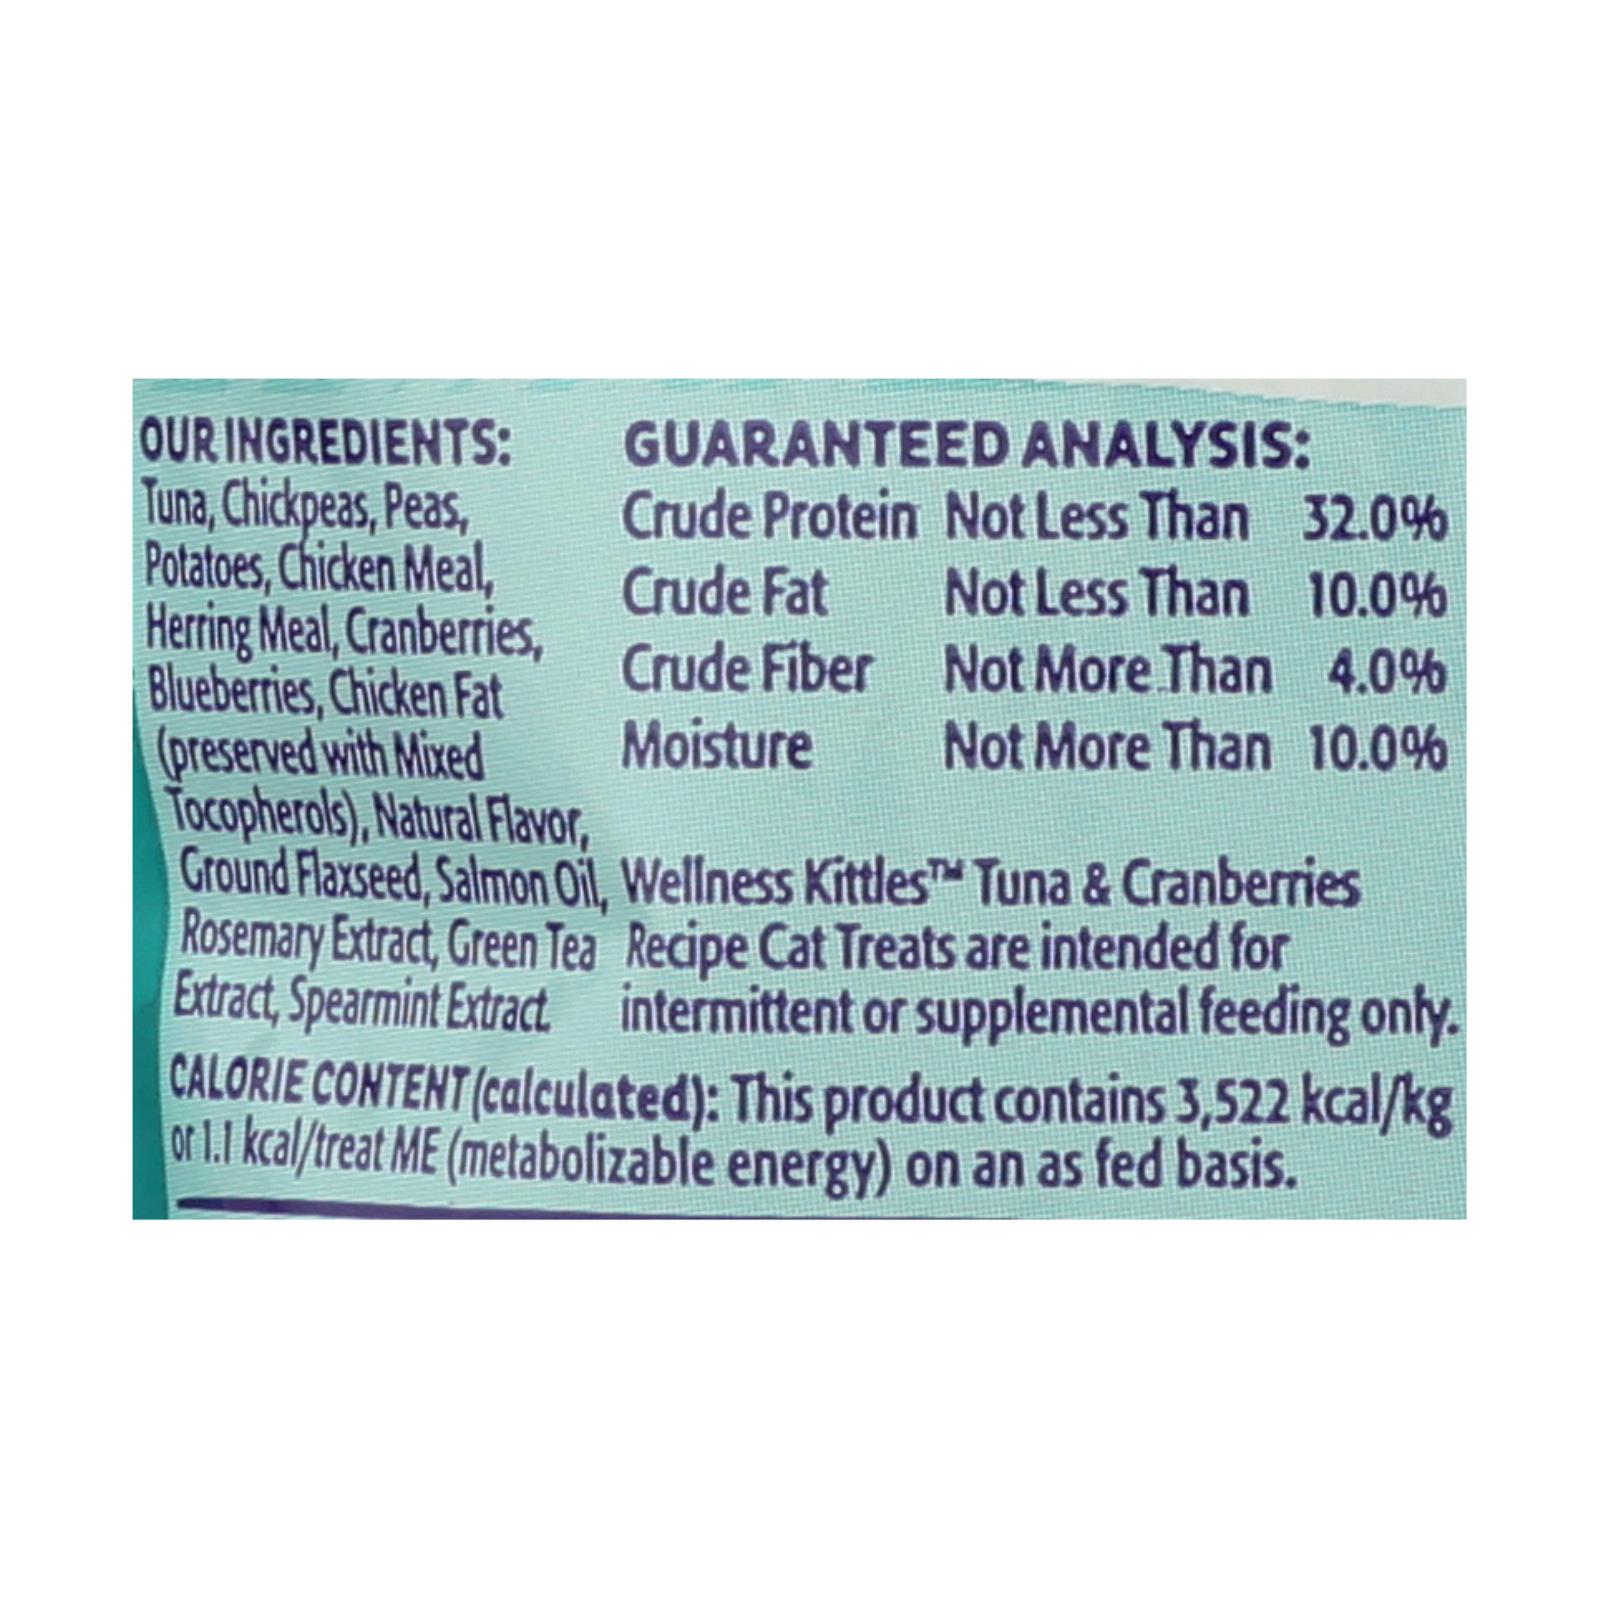 OUR INGREDIENTS:
Tuna, Chickpeas, Peas,
Potatoes, Chicken Meal,
Herring Meal, Cranberries,
Blueberries, Chicken Fat
(preserved with Mixed
Tocopherols), Natural Flavor,
Ground Flaxseed, Salmon Oil,
Rosemary Extract, Green Tea
Extract, Spearmint Extract.
GUARANTEED ANALYSIS:
Crude Protein Not Less Than 32.0%
Crude Fat Not Less Than 10.0%
Crude Fiber Not More Than 4.0%
Moisture Not More Than 10.0%
Wellness Kittles™ Tuna & Cranberries
Recipe Cat Treats are intended for
intermittent or supplemental feeding only.
CALORIE CONTENT (calculated): This product contains 3,522 kcal/kg
or 1.1 kcal/treat ME (metabolizable energy) on an as fed basis.